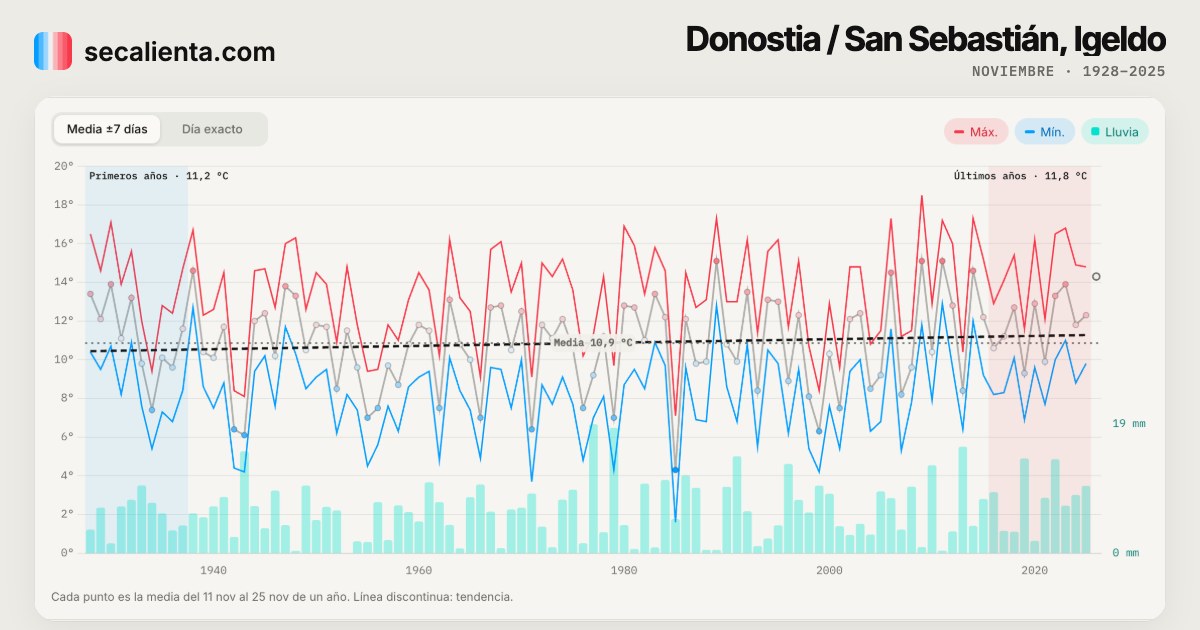 secalienta.com
Donostia / San Sebastián, Igeldo
NOVIEMBRE · 1928–2025
Media ±7 días
Día exacto
Máx.
Mín.
Lluvia
20°
Primeros años · 11,2 °C
Últimos años · 11,8 °C
18°
16°
14°
12°
Media 10,9 °C
10°
8°
19 mm
6°
4°
2°
0°
0 mm
1940
1960
1980
2000
2020
Cada punto es la media del 11 nov al 25 nov de un año. Línea discontinua: tendencia.